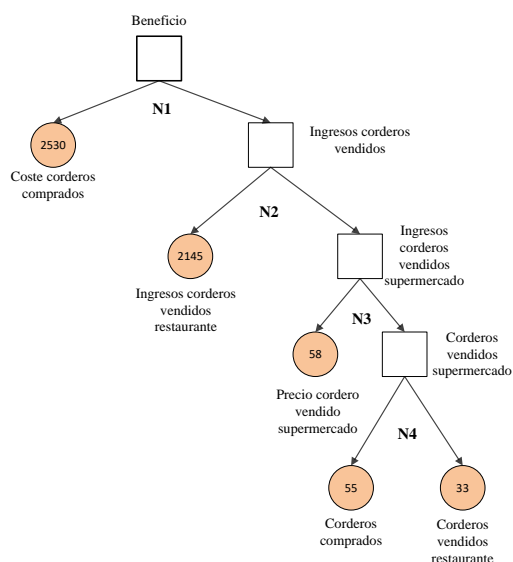 Beneficio
N1
2530
Coste corderos
comprados
Ingresos corderos
vendidos
N2
2145
Ingresos corderos
vendidos
restaurante
Ingresos
corderos
vendidos
supermercado
N3
58
Precio cordero
vendido
supermercado
Corderos
vendidos
supermercado
N4
55
Corderos
comprados
33
Corderos
vendidos
restaurante